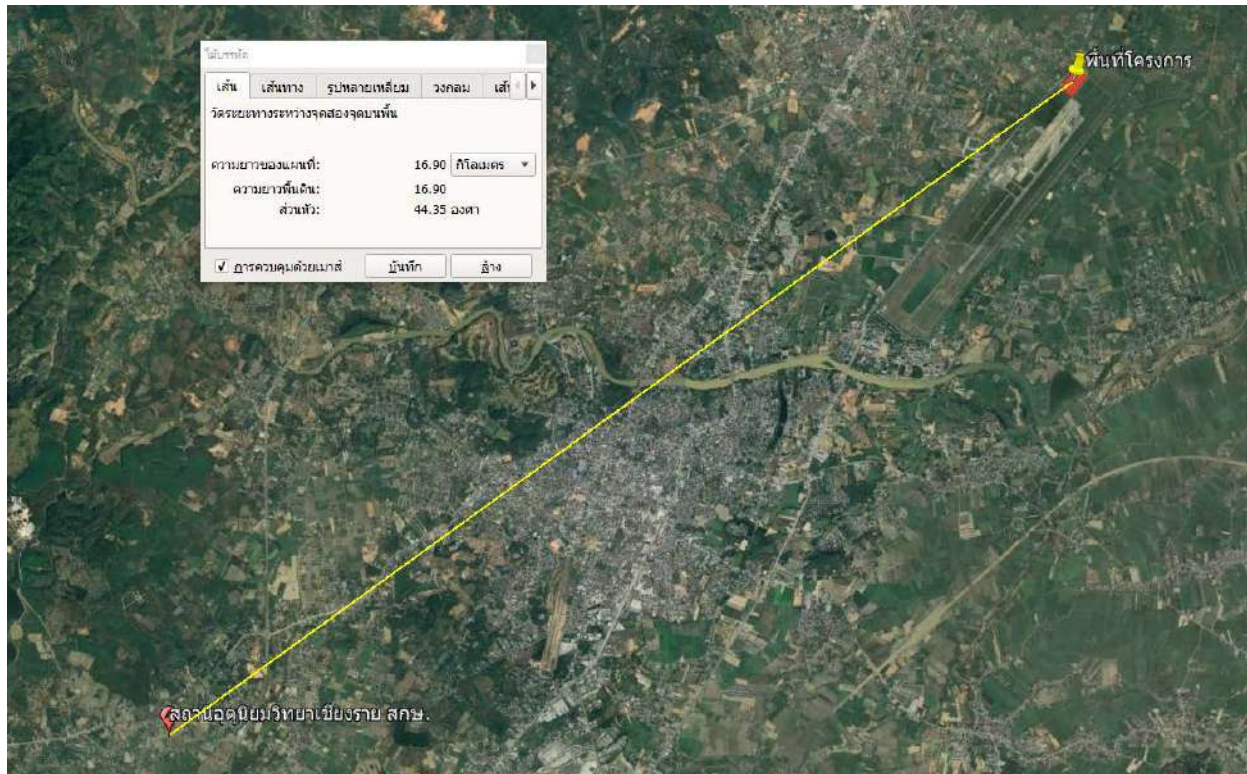 ไม้บรรทัด
เส้น เส้นทาง รูปหลายเหลี่ยม วงกลม เส้
วัดระยะทางระหว่างจุดสองจุดบนพื้น
ความยาวของแผนที่: 16.90 กิโลเมตร
ความยาวพื้นดิน: 16.90
ส่วนหัว: 44.35 องศา
การควบคุมด้วยเมาส์ บันทึก ล้าง
พื้นที่โครงการ
สถานีอุตุนิยมวิทยาเชียงราย สกษ.